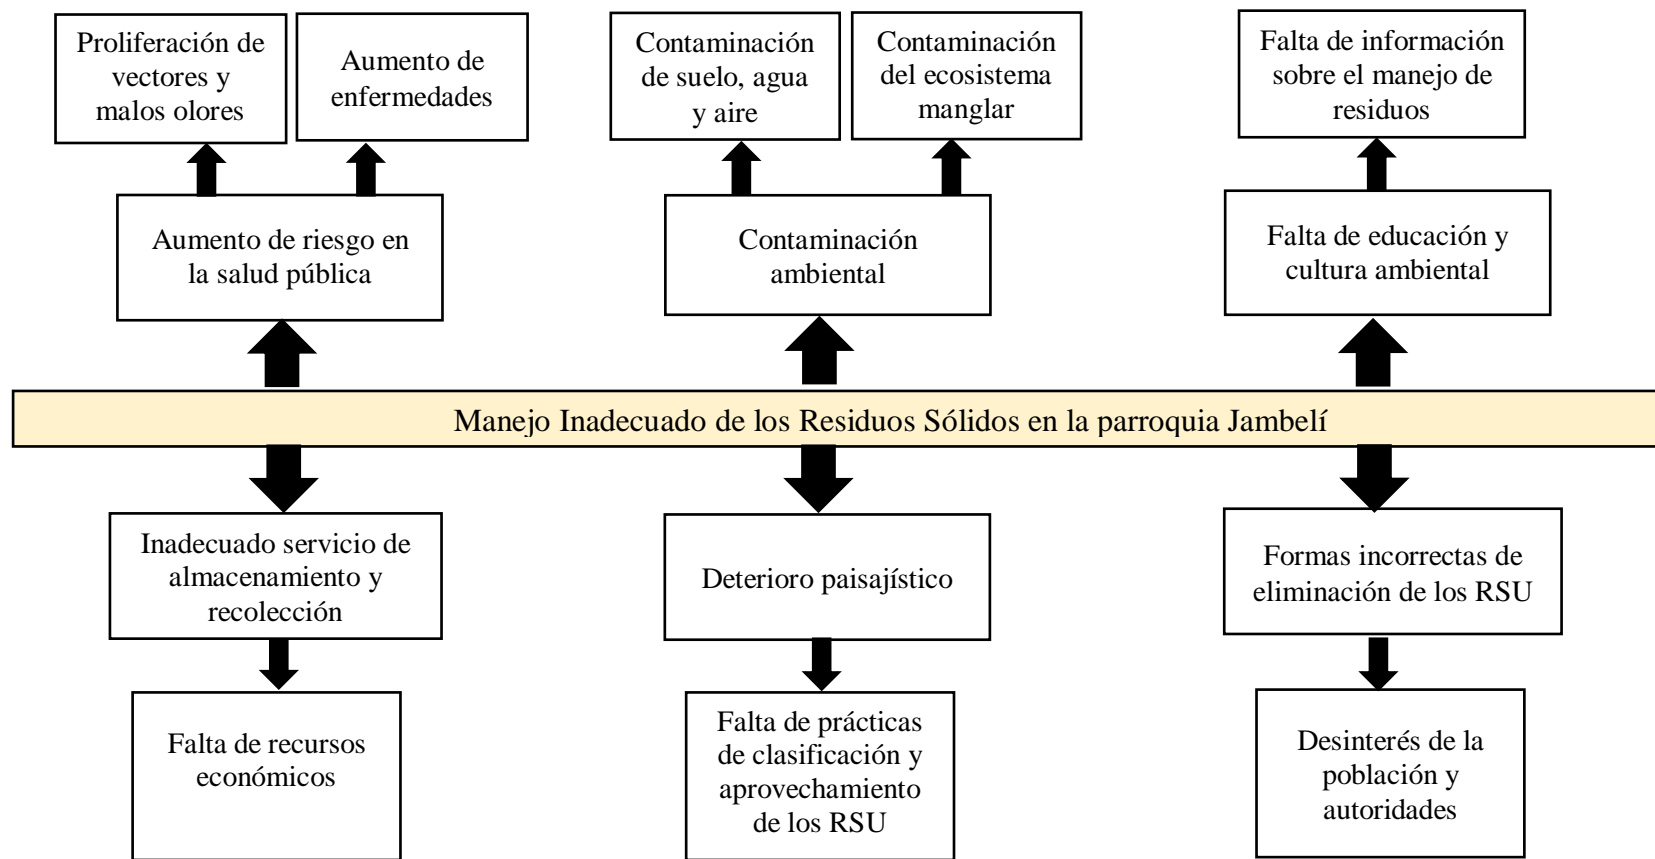 Proliferación de
vectores y
malos olores
Aumento de
enfermedades
Contaminación
de suelo, agua
y aire
Contaminación
del ecosistema
manglar
Falta de información
sobre el manejo de
residuos
Aumento de riesgo en
la salud pública
Contaminación
ambiental
Falta de educación y
cultura ambiental
Manejo Inadecuado de los Residuos Sólidos en la parroquia Jambelí
Inadecuado servicio de
almacenamiento y
recolección
Deterioro paisajístico
Formas incorrectas de
eliminación de los RSU
Falta de recursos
económicos
Falta de prácticas
de clasificación y
aprovechamiento
de los RSU
Desinterés de la
población y
autoridades